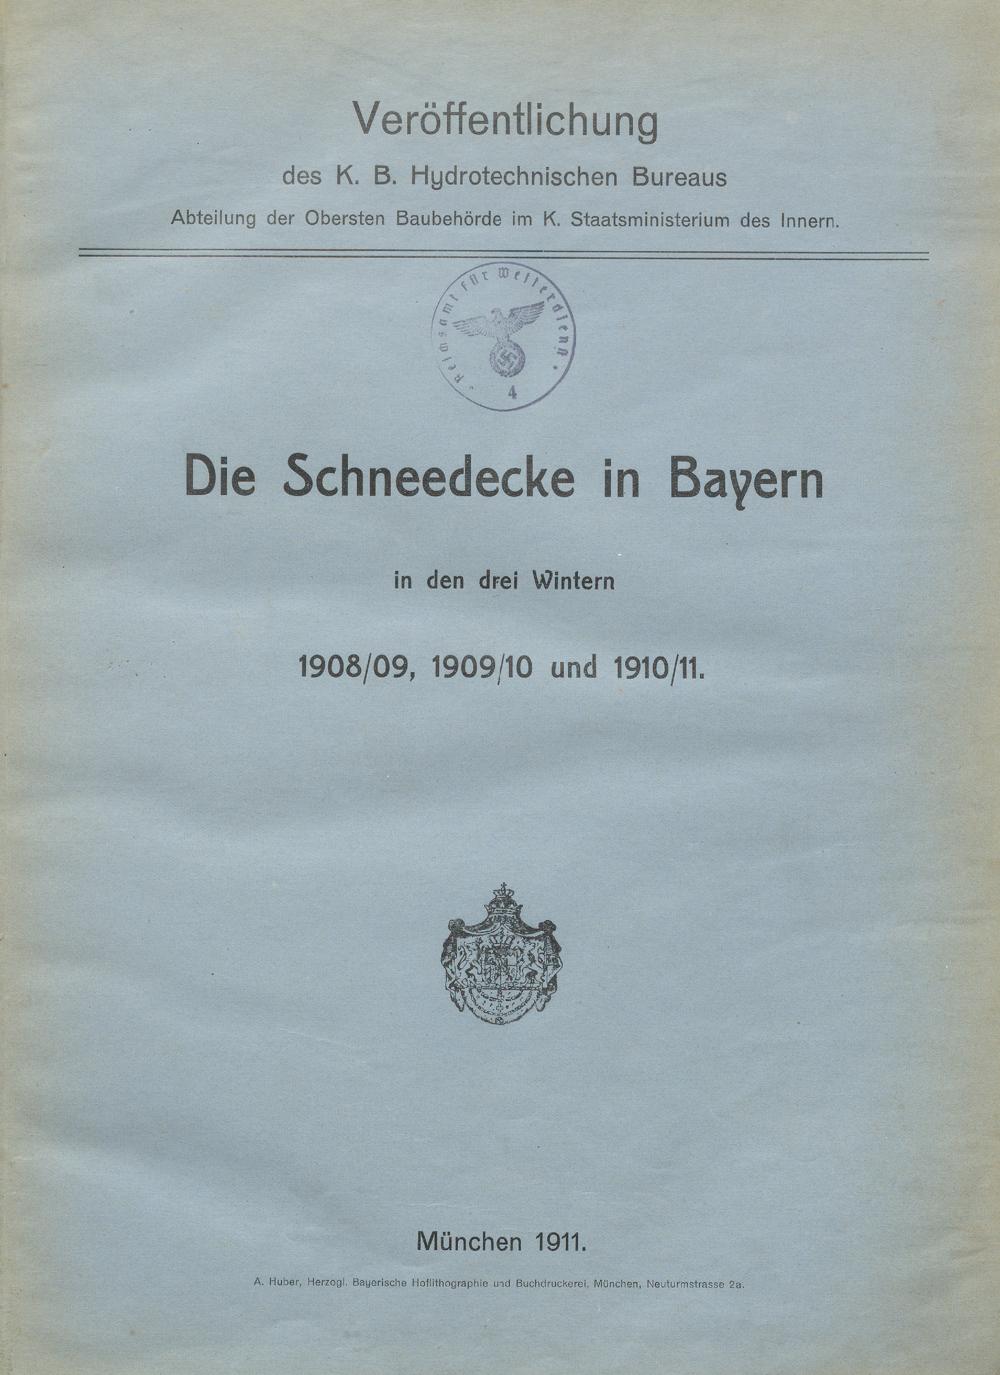 Veröffentlichung
des K. B. Hydrotechnischen Bureaus
Abteilung der Obersten Baubehörde im K. Staatsministerium des Innern.
Reichsamt für Wetterdienst
4
Die Schneedecke in Bayern
in den drei Wintern
1908/09, 1909/10 und 1910/11.
München 1911.
A. Huber, Herzogl. Bayerische Hoflithographie und Buchdruckerei, München, Neuturmstrasse 2a.